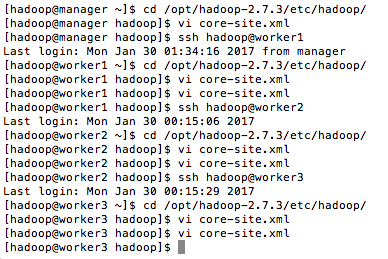 [hadoop@manager ~]$ cd /opt/hadoop-2.7.3/etc/hadoop/
[hadoop@manager hadoop]$ vi core-site.xml
[hadoop@manager hadoop]$ ssh hadoop@worker1
Last login: Mon Jan 30 01:34:16 2017 from manager
[hadoop@worker1 ~]$ cd /opt/hadoop-2.7.3/etc/hadoop/
[hadoop@worker1 hadoop]$ vi core-site.xml
[hadoop@worker1 hadoop]$ vi core-site.xml
[hadoop@worker1 hadoop]$ ssh hadoop@worker2
Last login: Mon Jan 30 00:15:06 2017
[hadoop@worker2 ~]$ cd /opt/hadoop-2.7.3/etc/hadoop/
[hadoop@worker2 hadoop]$ vi core-site.xml
[hadoop@worker2 hadoop]$ vi core-site.xml
[hadoop@worker2 hadoop]$ ssh hadoop@worker3
Last login: Mon Jan 30 00:15:29 2017
[hadoop@worker3 ~]$ cd /opt/hadoop-2.7.3/etc/hadoop/
[hadoop@worker3 hadoop]$ vi core-site.xml
[hadoop@worker3 hadoop]$ vi core-site.xml
[hadoop@worker3 hadoop]$